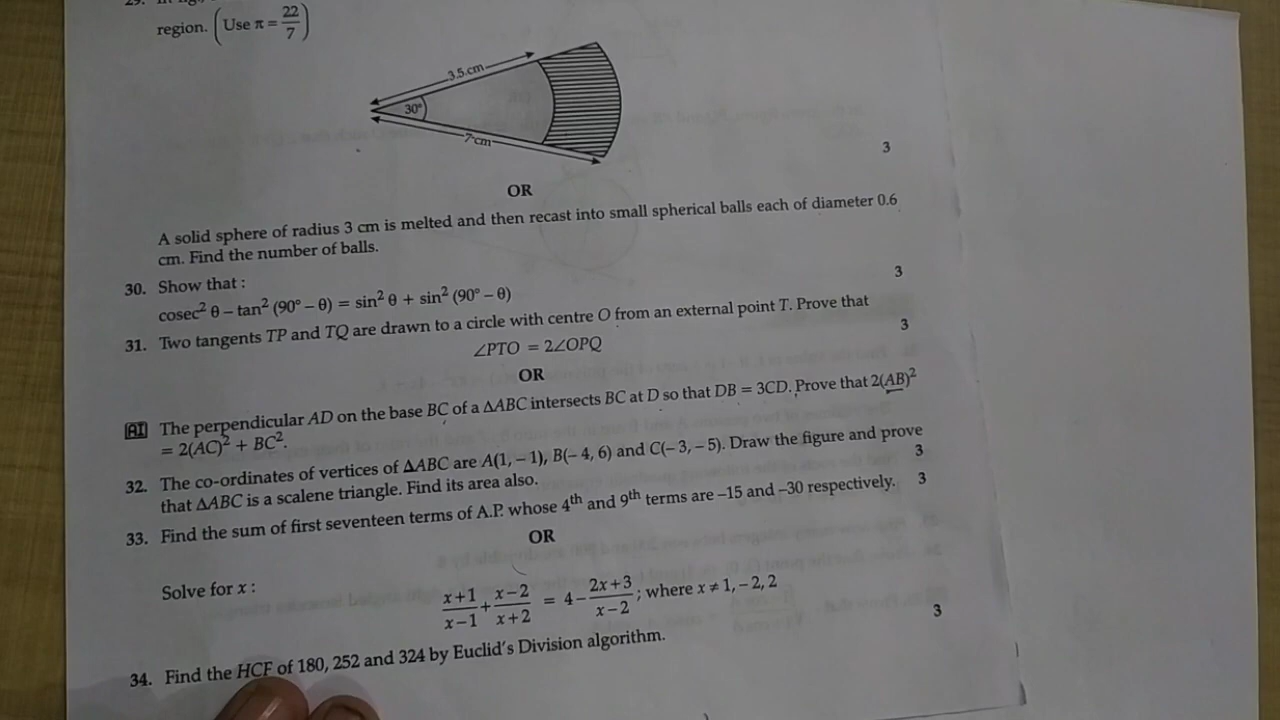 region. (Use π = 22/7)
3.5 cm
30°
7 cm
3
OR
A solid sphere of radius 3 cm is melted and then recast into small spherical balls each of diameter 0.6
cm. Find the number of balls.
3
30. Show that :
cosec² θ – tan² (90° – θ) = sin² θ + sin² (90° – θ)
31. Two tangents TP and TQ are drawn to a circle with centre O from an external point T. Prove that
3
∠PTO = 2∠OPQ
OR
AI The perpendicular AD on the base BC of a ΔABC intersects BC at D so that DB = 3CD. Prove that 2(AB)²
= 2(AC)² + BC².
32. The co-ordinates of vertices of ΔABC are A(1, – 1), B(– 4, 6) and C(– 3, – 5). Draw the figure and prove
that ΔABC is a scalene triangle. Find its area also.
3
33. Find the sum of first seventeen terms of A.P. whose 4th and 9th terms are –15 and –30 respectively. 3
OR
Solve for x :
(x+1)/(x−1) + (x−2)/(x+2) = 4 − (2x+3)/(x−2) ; where x ≠ 1, – 2, 2
3
34. Find the HCF of 180, 252 and 324 by Euclid's Division algorithm.